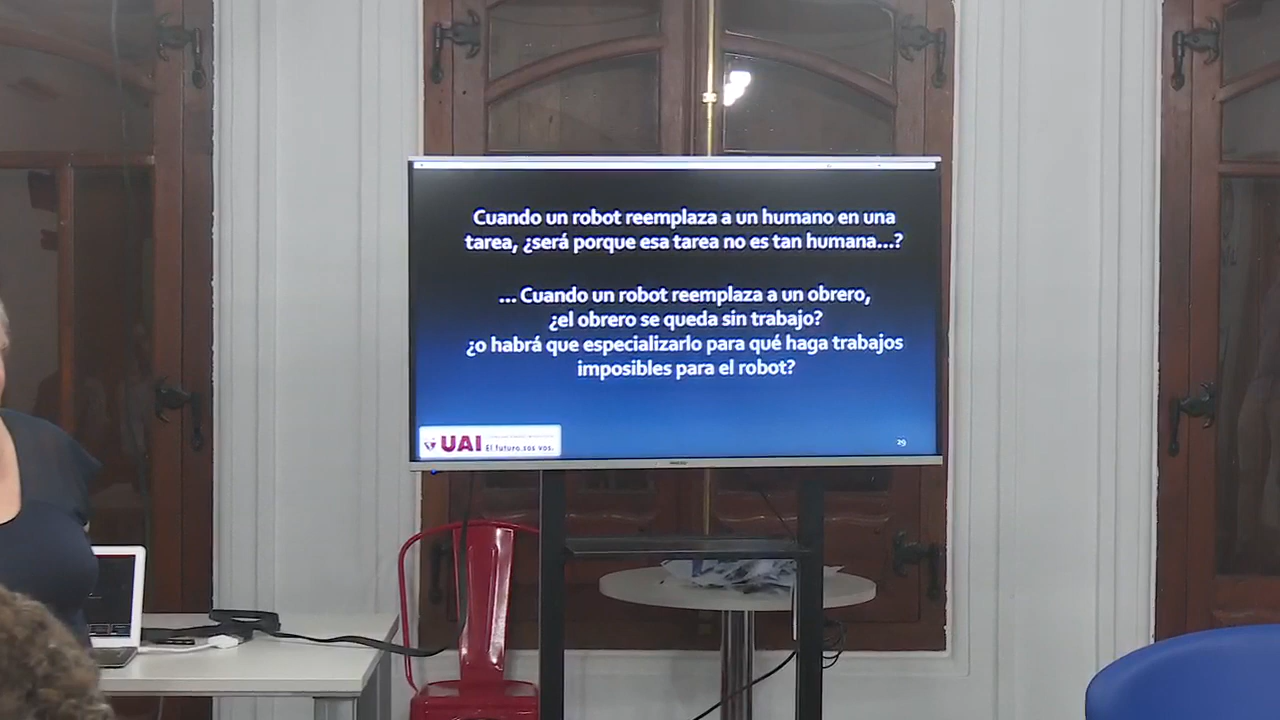 Cuando un robot reemplaza a un humano en una
tarea, ¿será porque esa tarea no es tan humana...?
... Cuando un robot reemplaza a un obrero,
¿el obrero se queda sin trabajo?
¿o habrá que especializarlo para qué haga trabajos
imposibles para el robot?
UAI
El futuro sos vos.
29